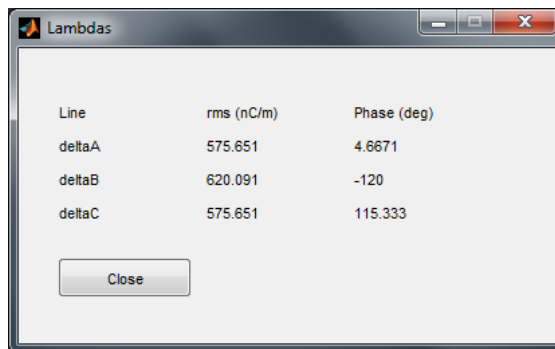 Lambdas
Line rms (nC/m) Phase (deg)
deltaA 575.651 4.6671
deltaB 620.091 -120
deltaC 575.651 115.333
Close